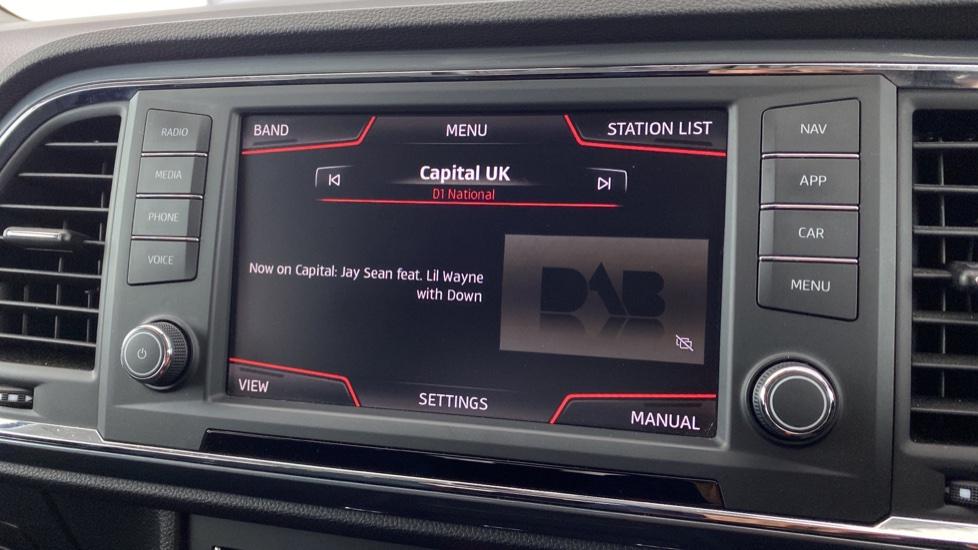 RADIO
MEDIA
PHONE
VOICE
BAND
MENU
STATION LIST
Capital UK
D1 National
Now on Capital: Jay Sean feat. Lil Wayne
with Down
DAB
VIEW
SETTINGS
MANUAL
NAV
APP
CAR
MENU